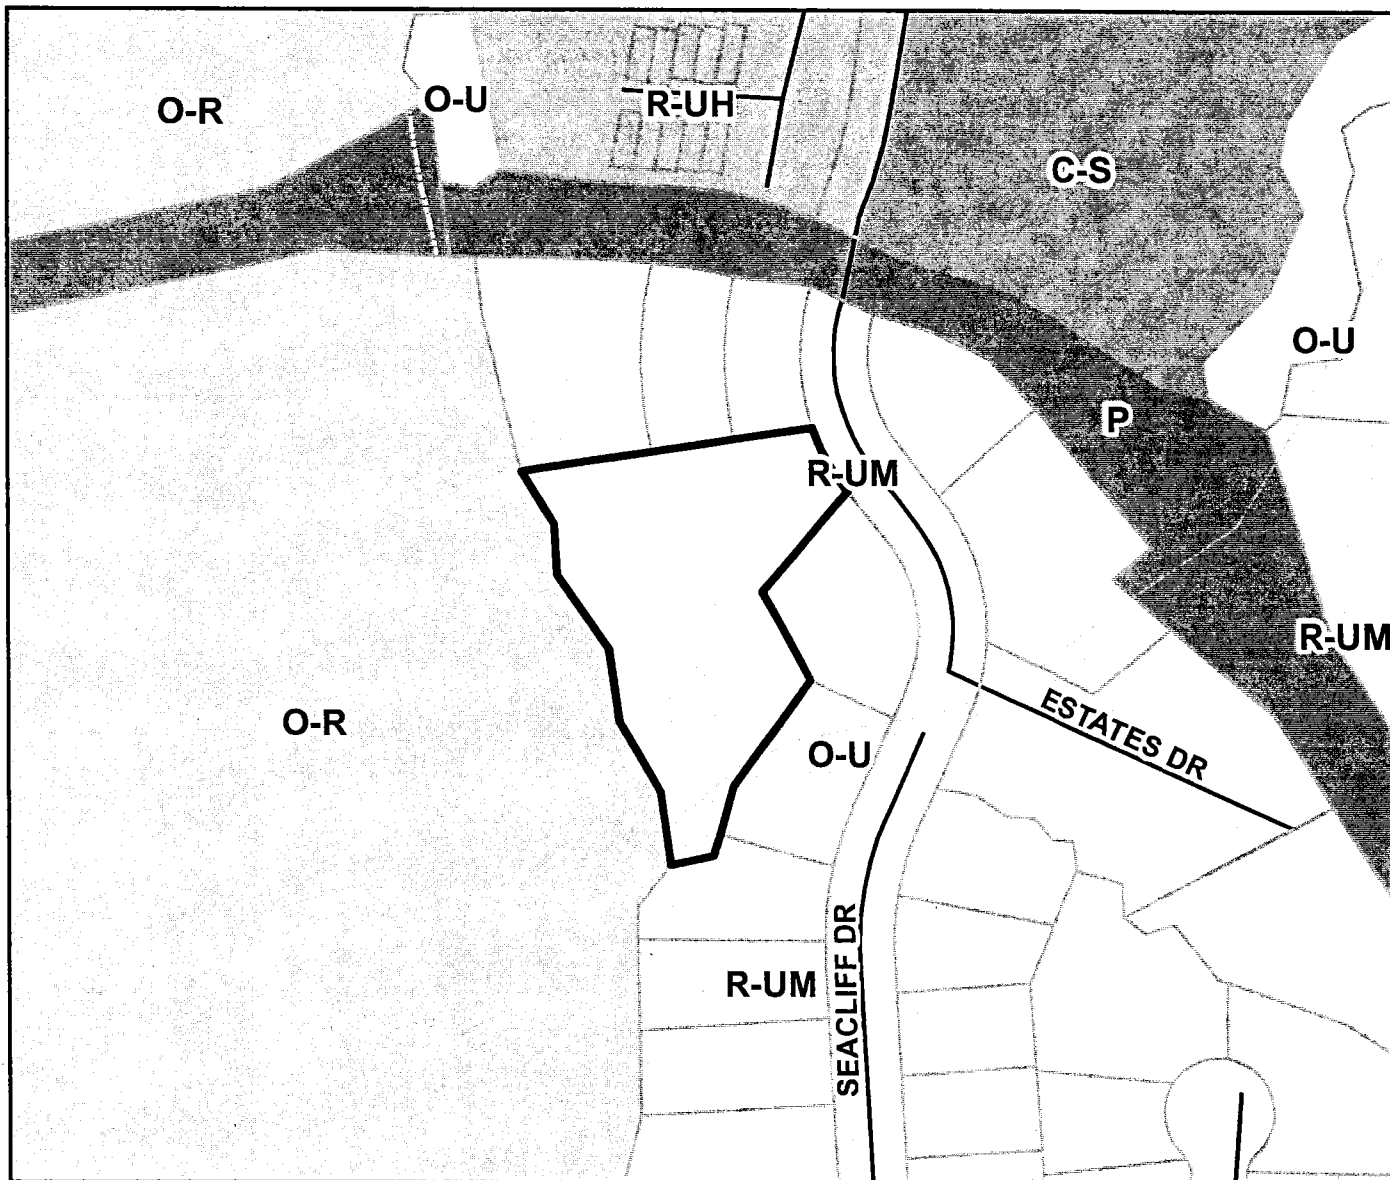 O-R
O-U
R-UH
C-S
O-U
P
R-UM
R-UM
ESTATES DR
O-R
O-U
SEACLIFF DR
R-UM